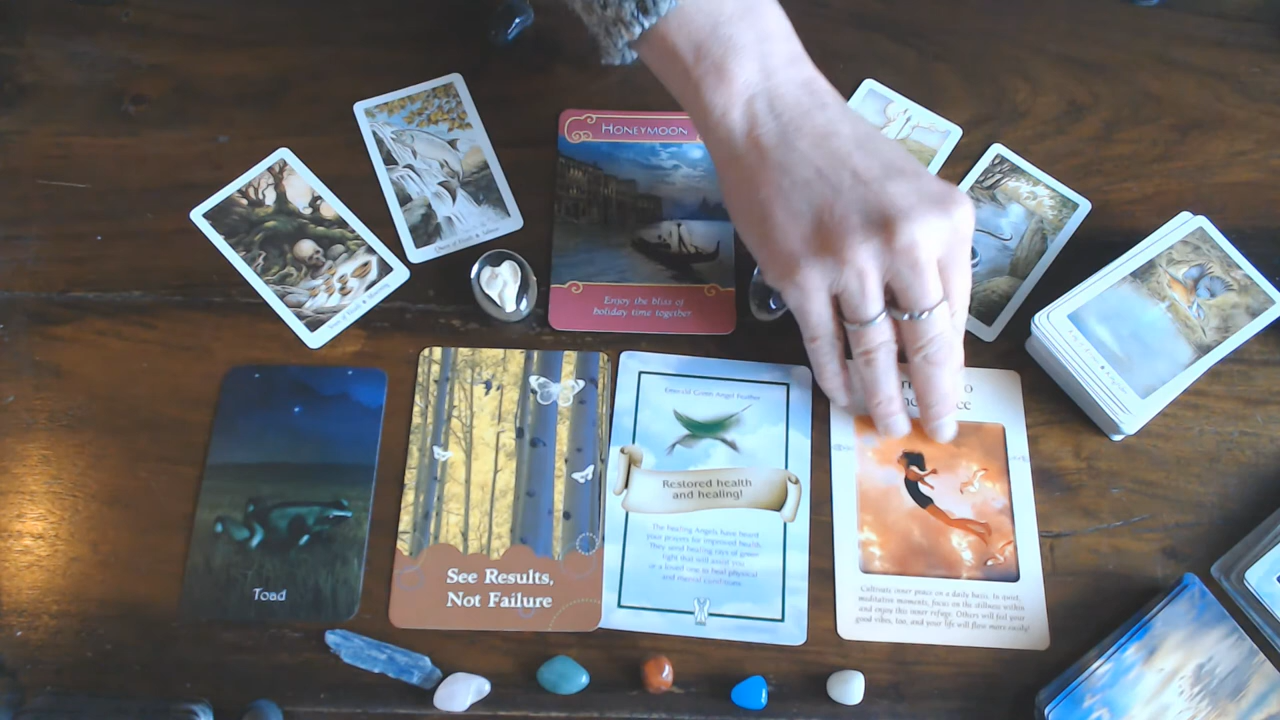 HONEYMOON
Enjoy the bliss of
holiday time together.
Toad
See Results,
Not Failure
Emerald Green Angel Feather
Restored health
and healing!
The healing Angels have heard
your prayers for improved health.
They send healing rays of green
light that will assist you
or a loved one to heal physical
and mental conditions.
Cultivate inner peace on a daily basis. In quiet,
meditative moments, focus on the stillness within
and enjoy this inner refuge. Others will feel your
good vibes, too, and your life will flow more easily!